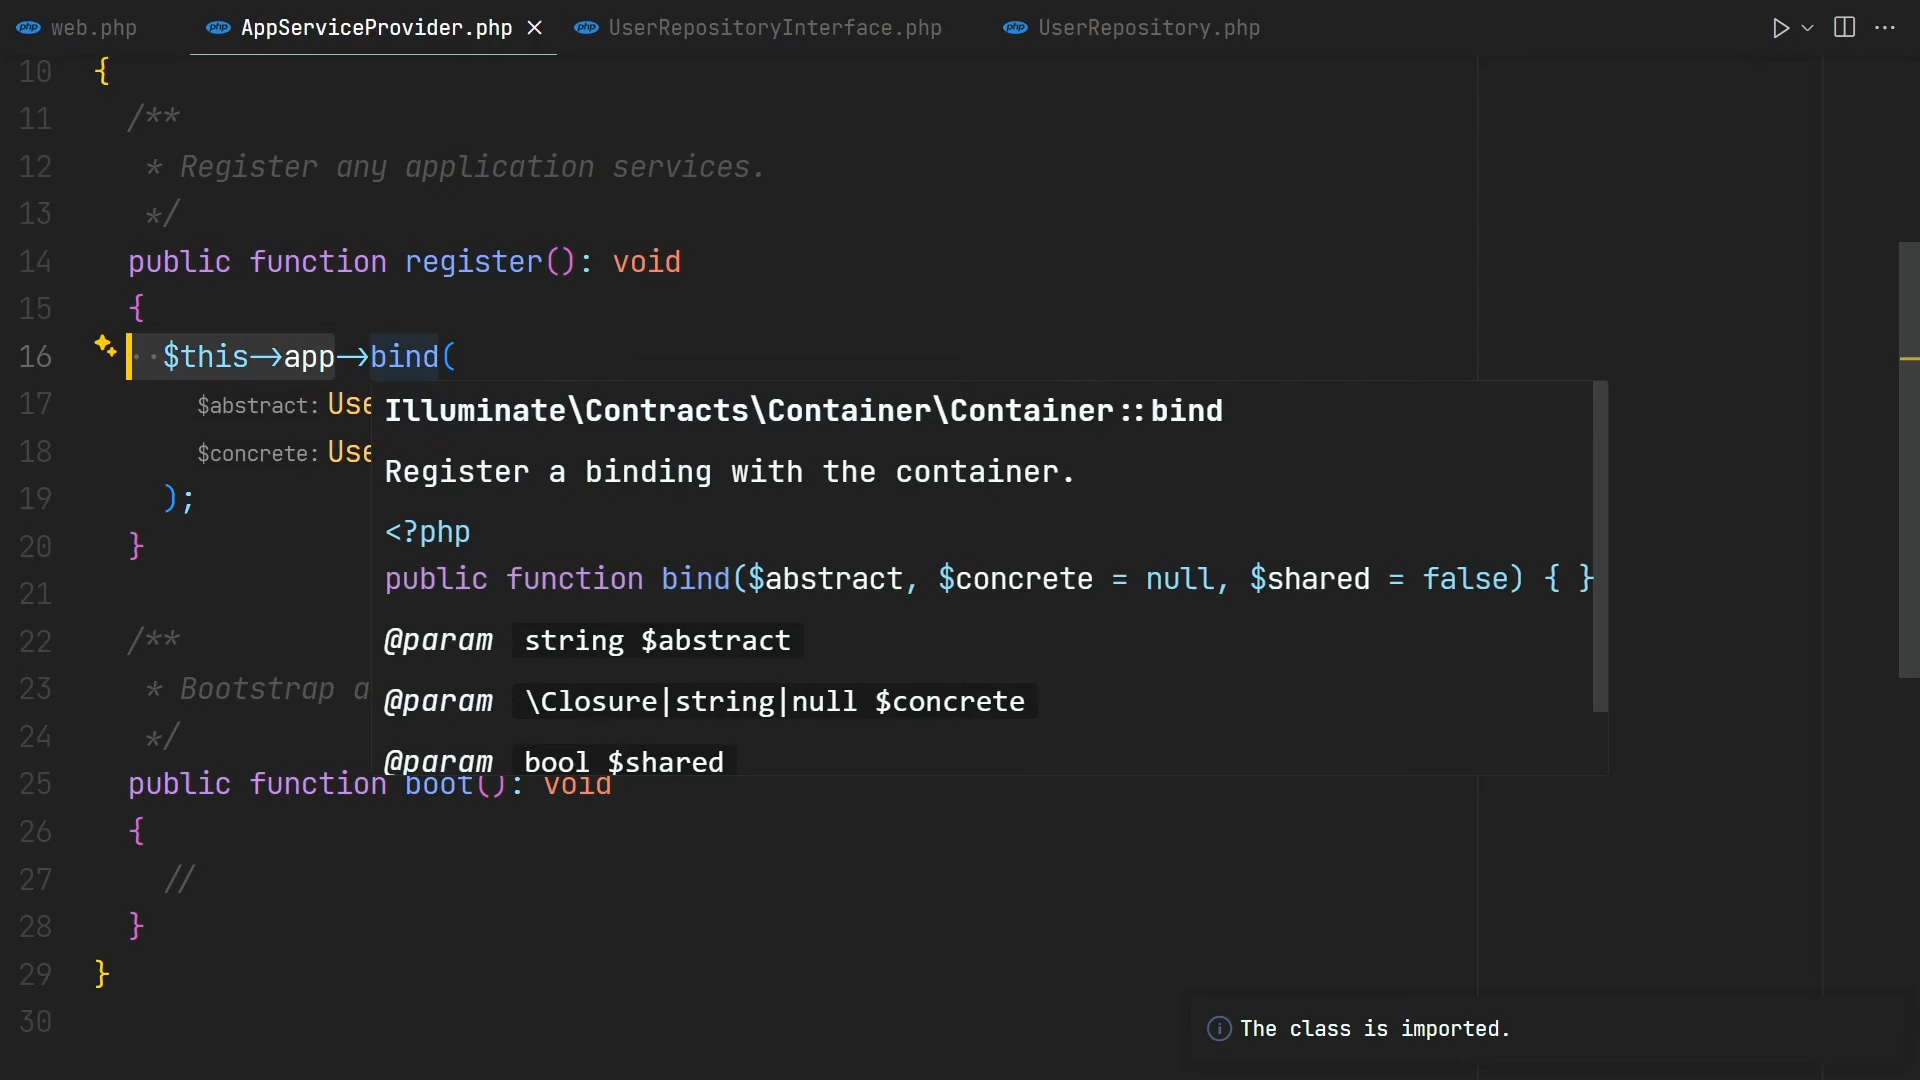 web.php AppServiceProvider.php UserRepositoryInterface.php UserRepository.php
10 {
11 /**
12 * Register any application services.
13 */
14 public function register(): void
15 {
16 $this->app->bind(
17 $abstract: Use
18 $concrete: Use
19 );
20 }
21
22 /**
23 * Bootstrap a
24 */
25 public function boot(): void
26 {
27 //
28 }
29 }
30
Illuminate\Contracts\Container\Container::bind
Register a binding with the container.
<?php
public function bind($abstract, $concrete = null, $shared = false) { }
@param string $abstract
@param \Closure|string|null $concrete
@param bool $shared
The class is imported.